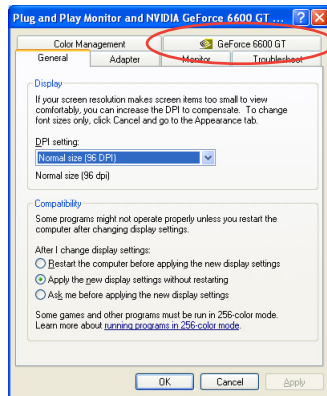 Plug and Play Monitor and NVIDIA GeForce 6600 GT ...
Color Management
GeForce 6600 GT
General
Adapter
Monitor
Troubleshoot
Display
If your screen resolution makes screen items too small to view
comfortably, you can increase the DPI to compensate. To change
font sizes only, click Cancel and go to the Appearance tab.
DPI setting:
Normal size (96 DPI)
Normal size (96 dpi)
Compatibility
Some programs might not operate properly unless you restart the
computer after changing display settings.
After I change display settings:
Restart the computer before applying the new display settings
Apply the new display settings without restarting
Ask me before applying the new display settings
Some games and other programs must be run in 256-color mode.
Learn more about running programs in 256-color mode.
OK
Cancel
Apply